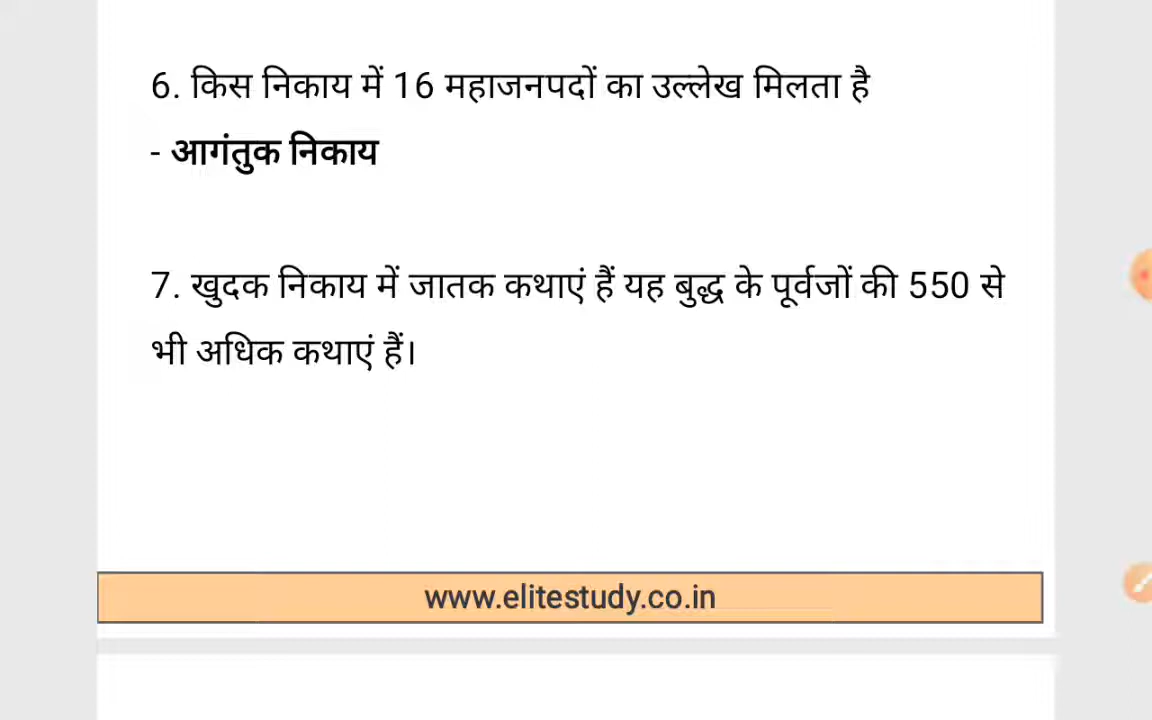 6. किस निकाय में 16 महाजनपदों का उल्लेख मिलता है
- आगंतुक निकाय
7. खुदक निकाय में जातक कथाएं हैं यह बुद्ध के पूर्वजों की 550 से
भी अधिक कथाएं हैं।
www.elitestudy.co.in